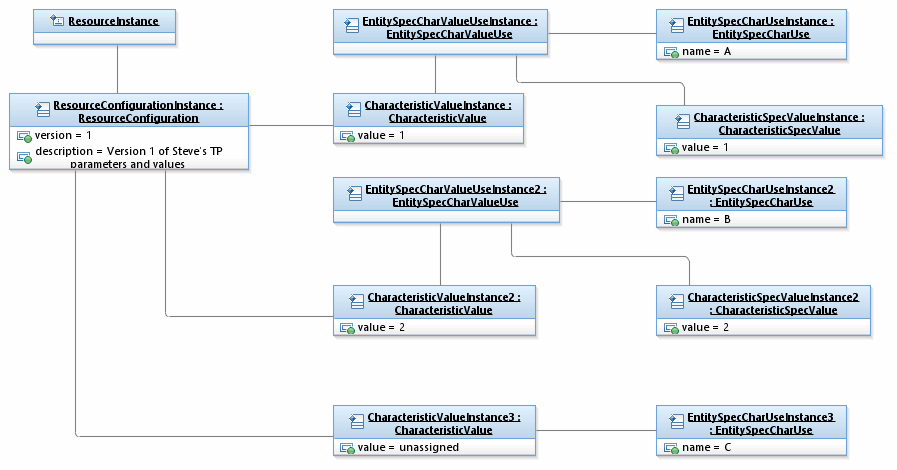 ResourceInstance
EntitySpecCharValueUseInstance :
EntitySpecCharValueUse
EntitySpecCharUseInstance :
EntitySpecCharUse
name = A
ResourceConfigurationInstance :
ResourceConfiguration
version = 1
description = Version 1 of Steve's TP
parameters and values
CharacteristicValueInstance :
CharacteristicValue
value = 1
CharacteristicSpecValueInstance :
CharacteristicSpecValue
value = 1
EntitySpecCharValueUseInstance2 :
EntitySpecCharValueUse
EntitySpecCharUseInstance2
: EntitySpecCharUse
name = B
CharacteristicValueInstance2 :
CharacteristicValue
value = 2
CharacteristicSpecValueInstance2
: CharacteristicSpecValue
value = 2
CharacteristicValueInstance3 :
CharacteristicValue
value = unassigned
EntitySpecCharUseInstance3
: EntitySpecCharUse
name = C